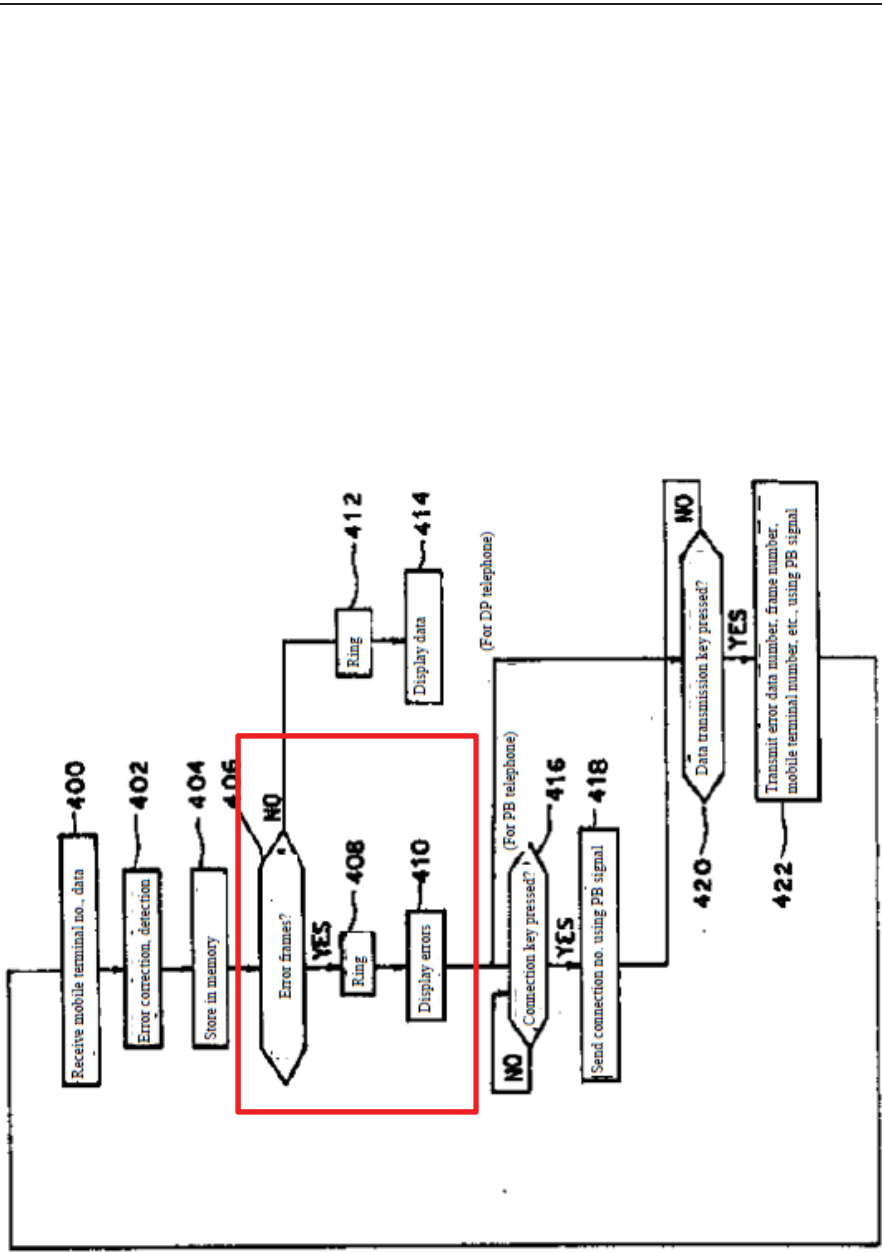 Receive mobile terminal no., data
400
Error correction, detection
402
Store in memory
404
406
Error frames?
NO
YES
Ring
408
Ring
412
Display errors
410
Display data
414
(For PB telephone)
(For DP telephone)
Connection key pressed?
416
NO
YES
Send connection no. using PB signal
418
Data transmission key pressed?
NO
420
YES
Transmit error data number, frame number,
mobile terminal number, etc., using PB signal
422